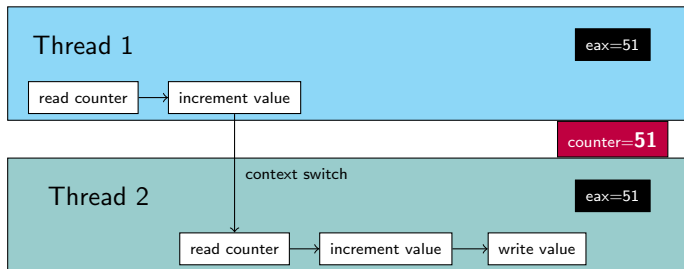 Thread 1
eax=51
read counter
increment value
counter=51
context switch
Thread 2
eax=51
read counter
increment value
write value